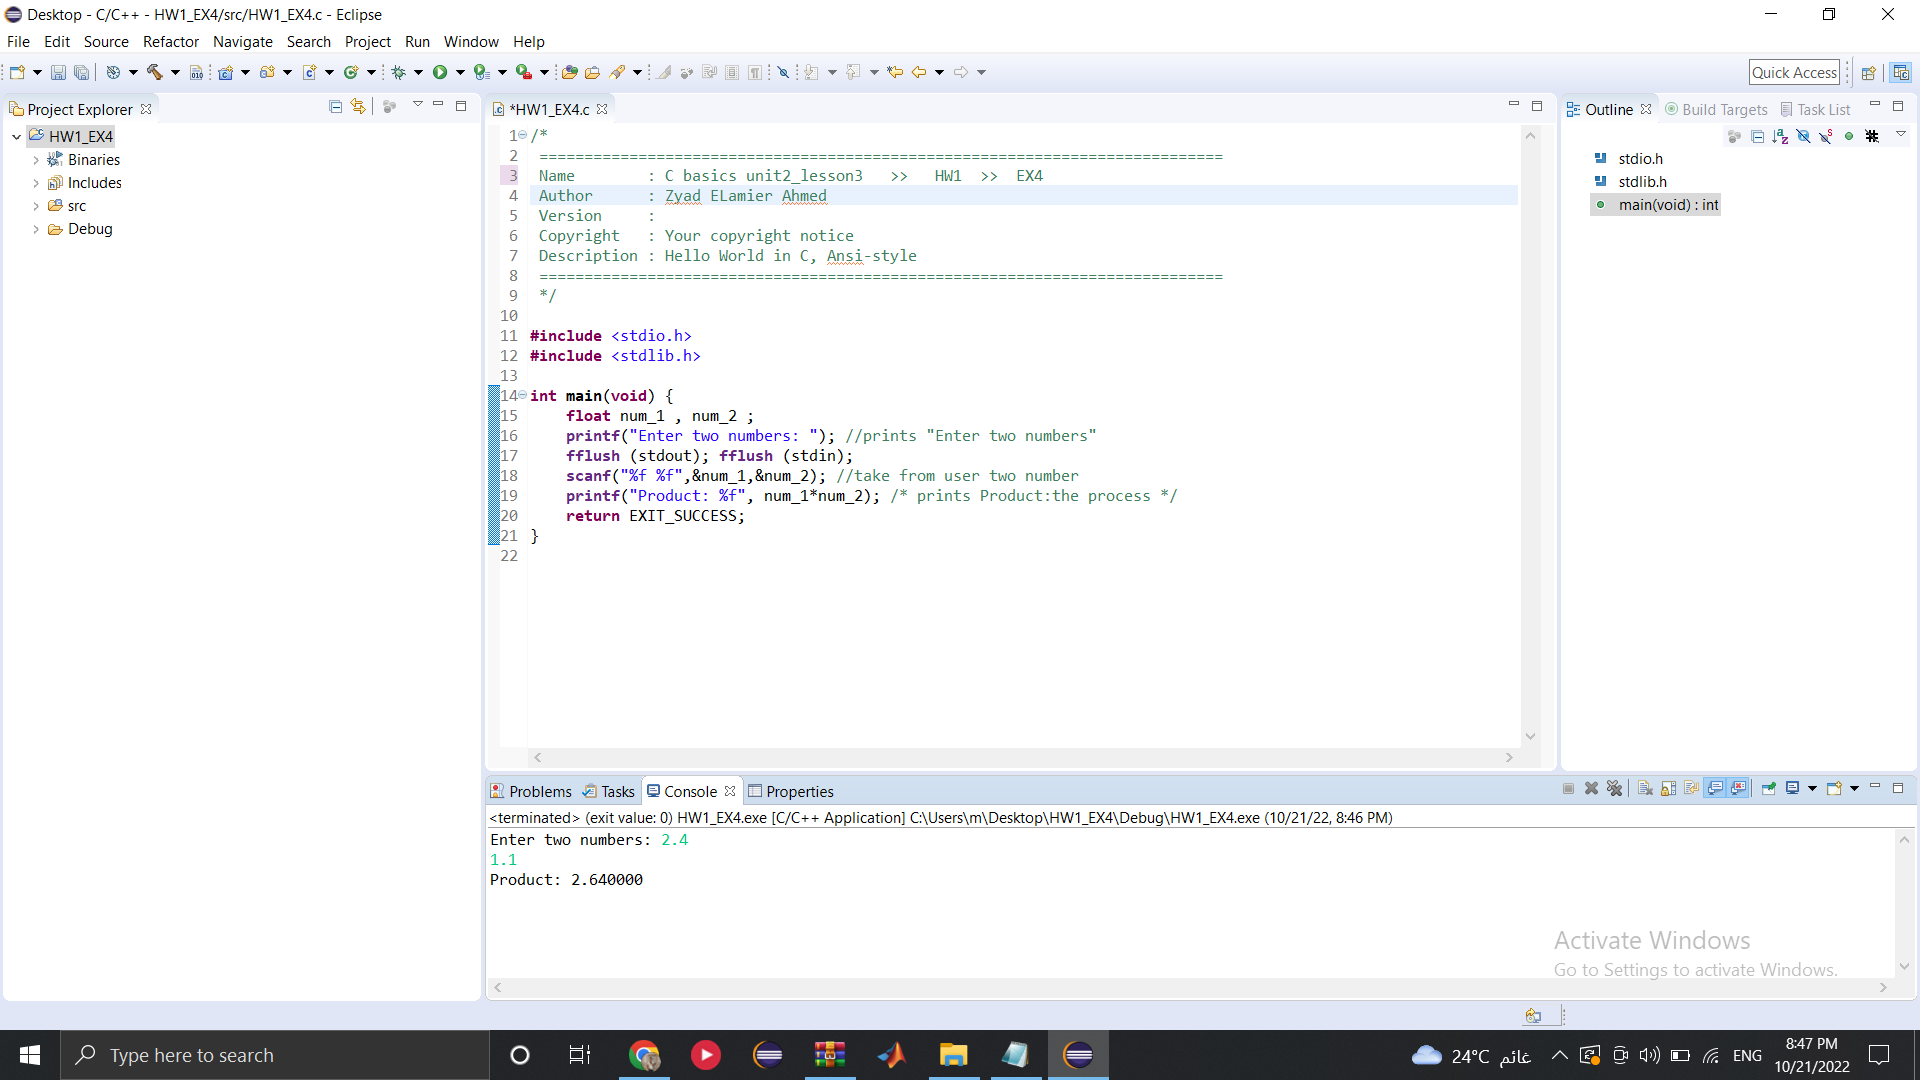 Desktop - C/C++ - HW1_EX4/src/HW1_EX4.c - Eclipse
File Edit Source Refactor Navigate Search Project Run Window Help
Quick Access
Project Explorer
HW1_EX4
Binaries
Includes
src
Debug
*HW1_EX4.c
1 /*
2 ============================================================================
3 Name        : C basics unit2_lesson3   >>   HW1  >>  EX4
4 Author      : Zyad ELamier Ahmed
5 Version     :
6 Copyright   : Your copyright notice
7 Description : Hello World in C, Ansi-style
8 ============================================================================
9 */
10
11 #include <stdio.h>
12 #include <stdlib.h>
13
14 int main(void) {
15     float num_1 , num_2 ;
16     printf("Enter two numbers: "); //prints "Enter two numbers"
17     fflush (stdout); fflush (stdin);
18     scanf("%f %f",&num_1,&num_2); //take from user two number
19     printf("Product: %f", num_1*num_2); /* prints Product:the process */
20     return EXIT_SUCCESS;
21 }
22
Outline Build Targets Task List
stdio.h
stdlib.h
main(void) : int
Problems Tasks Console Properties
<terminated> (exit value: 0) HW1_EX4.exe [C/C++ Application] C:\Users\m\Desktop\HW1_EX4\Debug\HW1_EX4.exe (10/21/22, 8:46 PM)
Enter two numbers: 2.4
1.1
Product: 2.640000
Activate Windows
Go to Settings to activate Windows.
Type here to search
24°C غائم
ENG
8:47 PM
10/21/2022